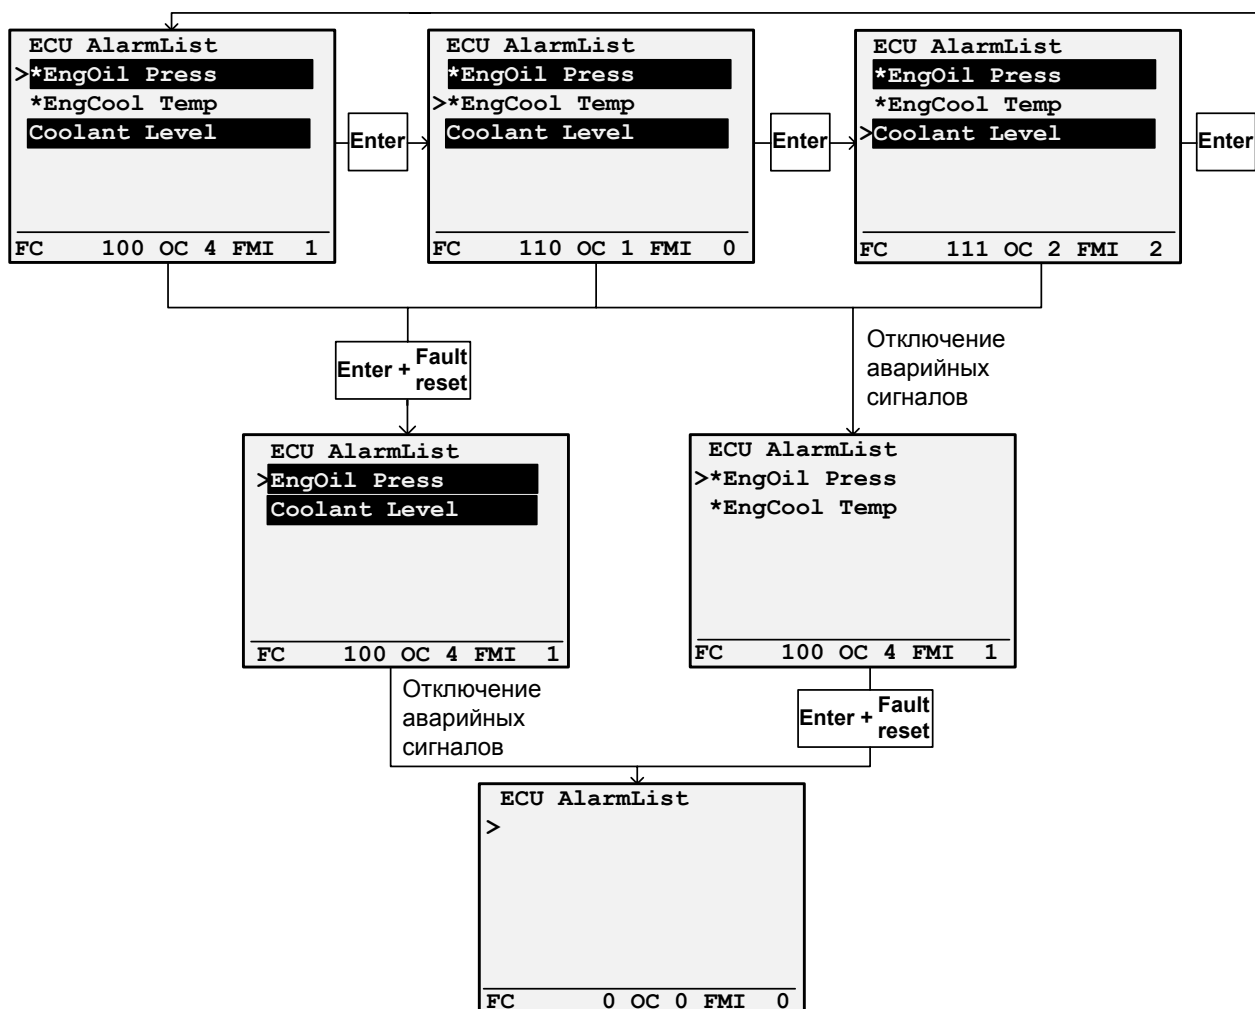 ECU AlarmList
>*EngOil Press
*EngCool Temp
Coolant Level
FC 100 OC 4 FMI 1
Enter
ECU AlarmList
*EngOil Press
>*EngCool Temp
Coolant Level
FC 110 OC 1 FMI 0
Enter
ECU AlarmList
*EngOil Press
*EngCool Temp
>Coolant Level
FC 111 OC 2 FMI 2
Enter
Enter + Fault
reset
Отключение
аварийных
сигналов
ECU AlarmList
>EngOil Press
Coolant Level
FC 100 OC 4 FMI 1
ECU AlarmList
>*EngOil Press
*EngCool Temp
FC 100 OC 4 FMI 1
Отключение
аварийных
сигналов
Enter + Fault
reset
ECU AlarmList
>
FC 0 OC 0 FMI 0